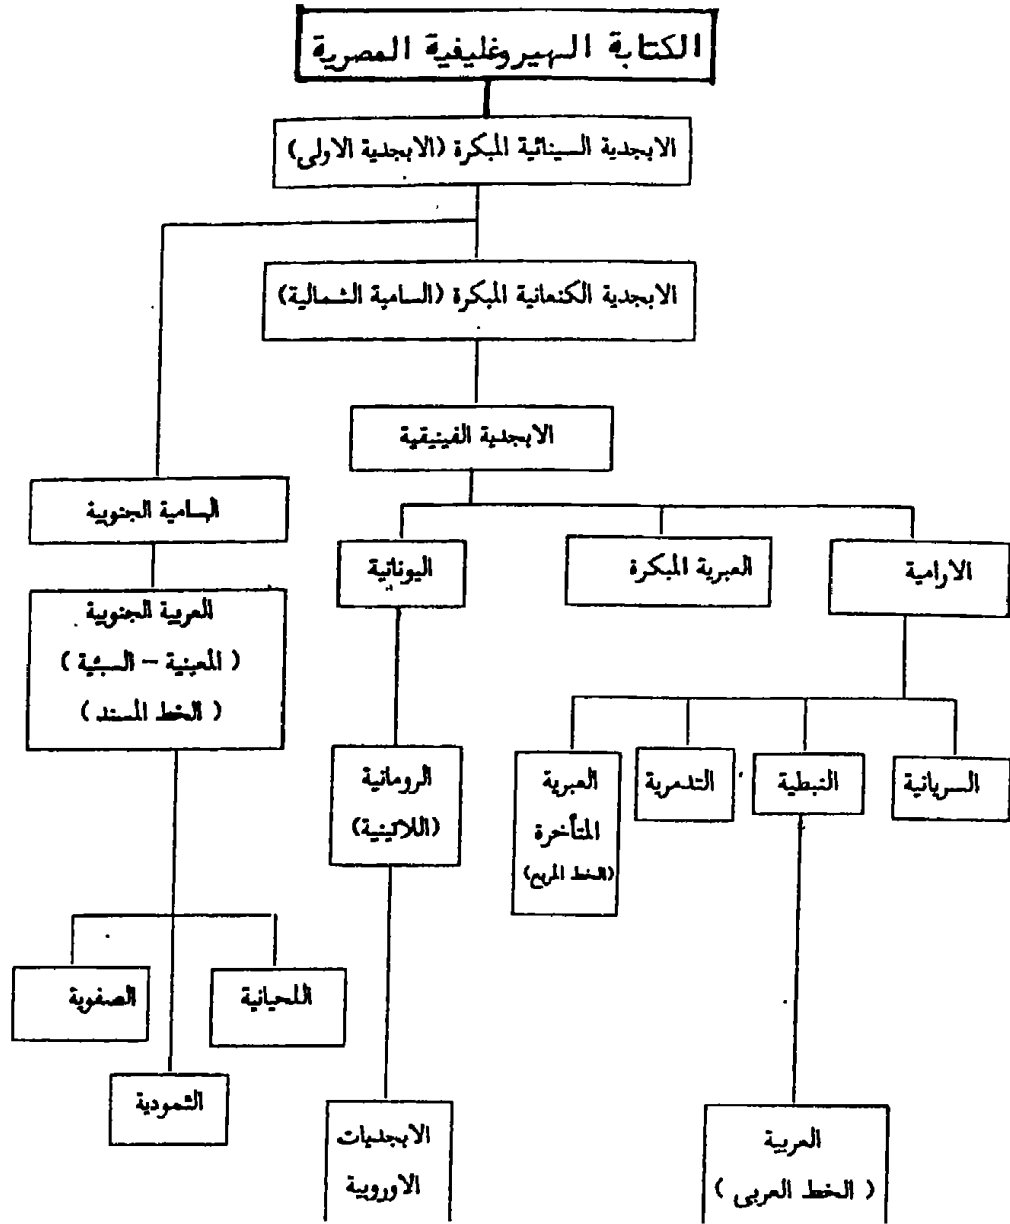 الكتابة الهيروغليفية المصرية
الابجدية السينائية المبكرة (الابجدية الاولى)
الابجدية الكنعانية المبكرة (السامية الشمالية)
الابجدية الفينيقية
السامية الجنوبية
اليونانية
العبرية المبكرة
الارامية
العربية الجنوبية
( المعينية – السبئية )
( الخط المسند )
الرومانية
(اللاتينية)
العبرية
المتأخرة
(الخط المربع)
التدمرية
النبطية
السريانية
الصفوية
اللحيانية
الثمودية
الابجديات
الاوروبية
العربية
( الخط العربى )